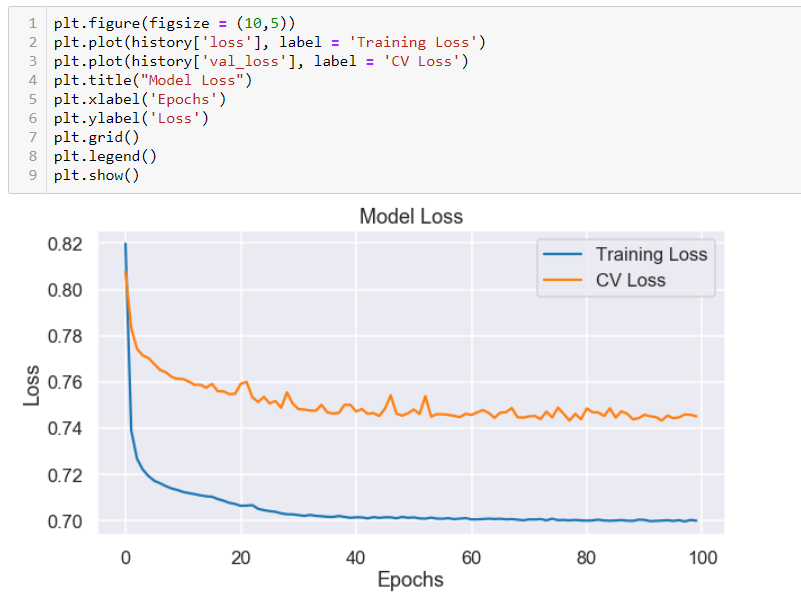 1 plt.figure(figsize = (10,5))
2 plt.plot(history['loss'], label = 'Training Loss')
3 plt.plot(history['val_loss'], label = 'CV Loss')
4 plt.title("Model Loss")
5 plt.xlabel('Epochs')
6 plt.ylabel('Loss')
7 plt.grid()
8 plt.legend()
9 plt.show()
Model Loss
Training Loss
CV Loss
0.82
0.80
0.78
0.76
0.74
0.72
0.70
Loss
0 20 40 60 80 100
Epochs